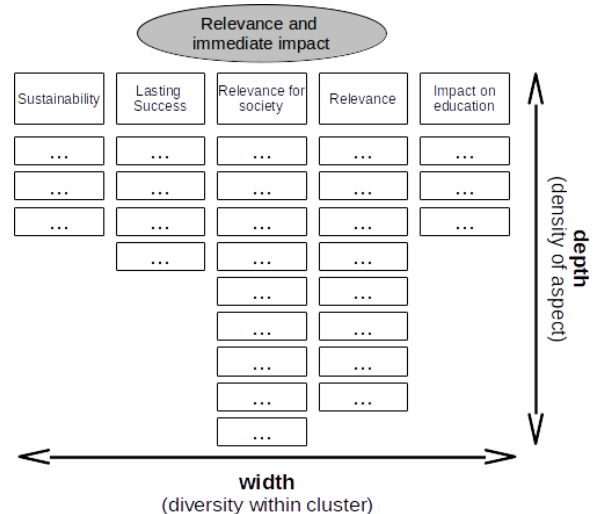 Relevance and
immediate impact
Sustainability
Lasting
Success
Relevance for
society
Relevance
Impact on
education
... ... ... ... ...
... ... ... ... ...
... ... ... ... ...
... ... ...
... ...
... ...
... ...
... ...
...
depth
(density of aspect)
width
(diversity within cluster)